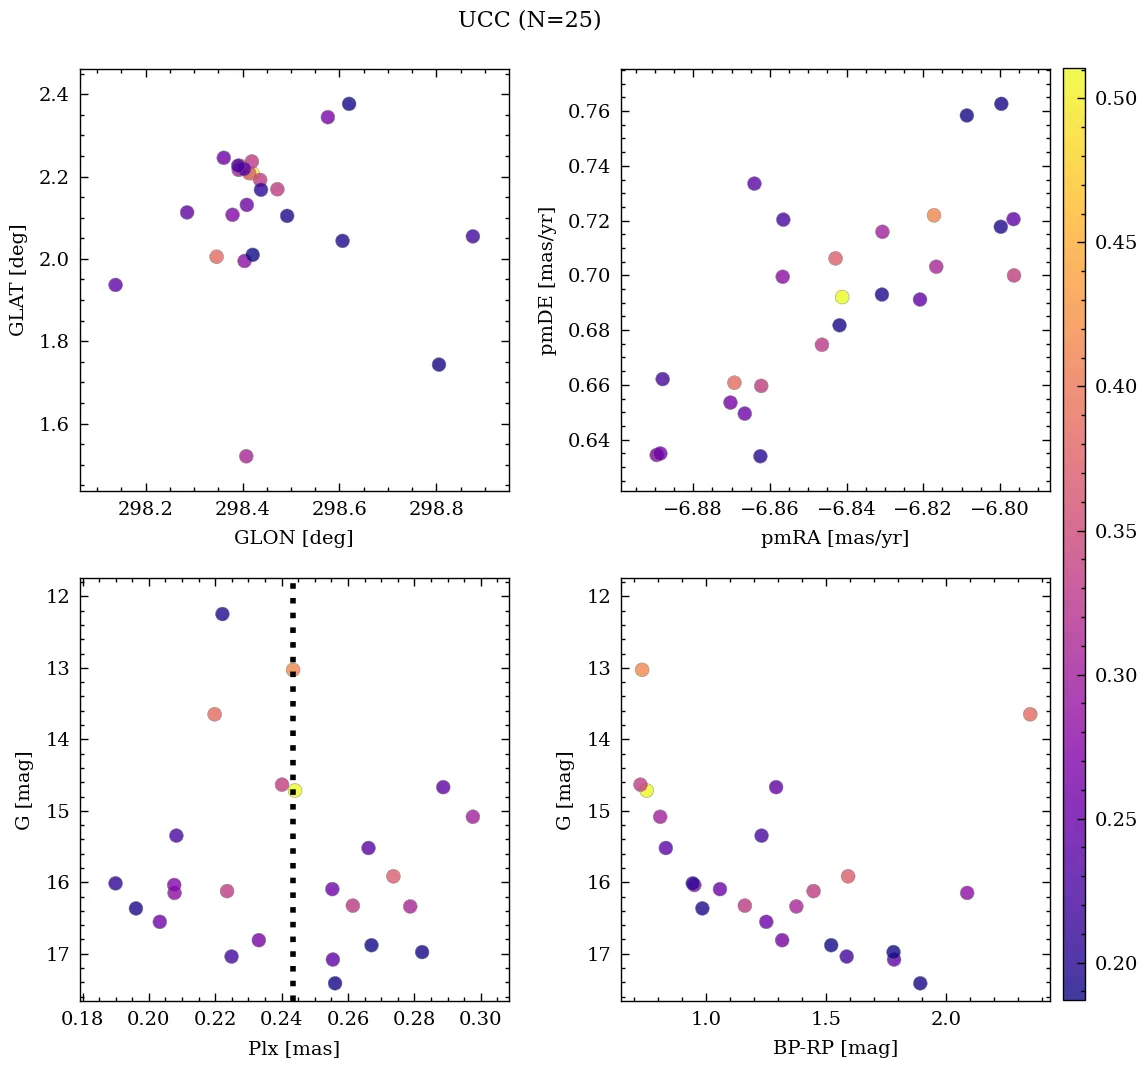 UCC (N=25)
2.4
2.2
2.0
1.8
1.6
GLAT [deg]
298.2 298.4 298.6 298.8
GLON [deg]
0.76
0.74
0.72
0.70
0.68
0.66
0.64
pmDE [mas/yr]
−6.88 −6.86 −6.84 −6.82 −6.80
pmRA [mas/yr]
0.50
0.45
0.40
0.35
0.30
0.25
0.20
12
13
14
15
16
17
G [mag]
0.18 0.20 0.22 0.24 0.26 0.28 0.30
Plx [mas]
12
13
14
15
16
17
G [mag]
1.0 1.5 2.0
BP-RP [mag]